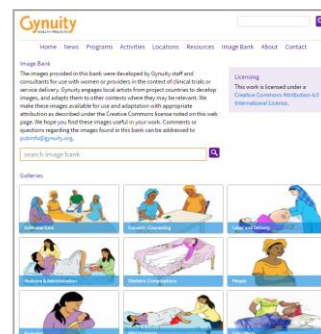 Gynuity
HEALTH PROJECTS
Home News Programs Activities Locations Resources Image Bank About Contact
Image Bank
The images provided in this bank were developed by Gynuity staff and
consultants for use with women or providers in the context of clinical trials or
service delivery. Gynuity engages local artists from project countries to develop
images, and adapts them to other contexts where they may be relevant. We
make these images available for use and adaptation with appropriate
attribution as described under the Creative Commons license noted on this web
page. We hope you find these images useful in your work. Comments or
questions regarding the images found in this bank can be addressed to
pubinfo@gynuity.org.
Licensing
This work is licensed under a
Creative Commons Attribution 4.0
International License.
search image bank
Galleries
Antenatal Care
Consent / Counseling
Labor and Delivery
Medicine & Administration
Obstetric Complications
People